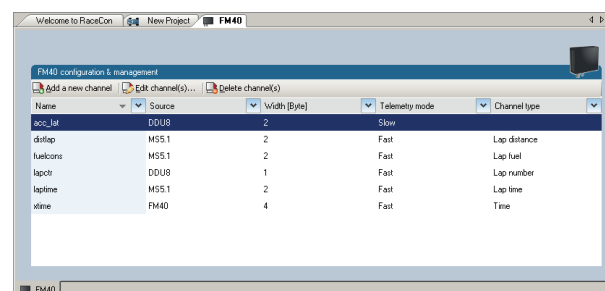 Welcome to RaceCon New Project FM40
FM40 configuration & management
Add a new channel Edit channel(s)... Delete channel(s)
Name Source Width [Byte] Telemetry mode Channel type
acc_lat DDU8 2 Slow
distlap MS5.1 2 Fast Lap distance
fuelcons MS5.1 2 Fast Lap fuel
lapctr DDU8 1 Fast Lap number
laptime MS5.1 2 Fast Lap time
xtime FM40 4 Fast Time
FM40